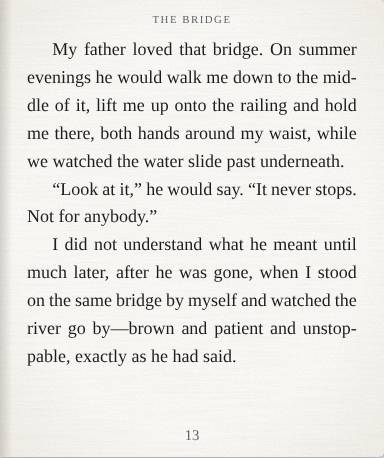 THE BRIDGE
My father loved that bridge. On summer
evenings he would walk me down to the mid-
dle of it, lift me up onto the railing and hold
me there, both hands around my waist, while
we watched the water slide past underneath.
“Look at it,” he would say. “It never stops.
Not for anybody.”
I did not understand what he meant until
much later, after he was gone, when I stood
on the same bridge by myself and watched the
river go by—brown and patient and unstop-
pable, exactly as he had said.
13